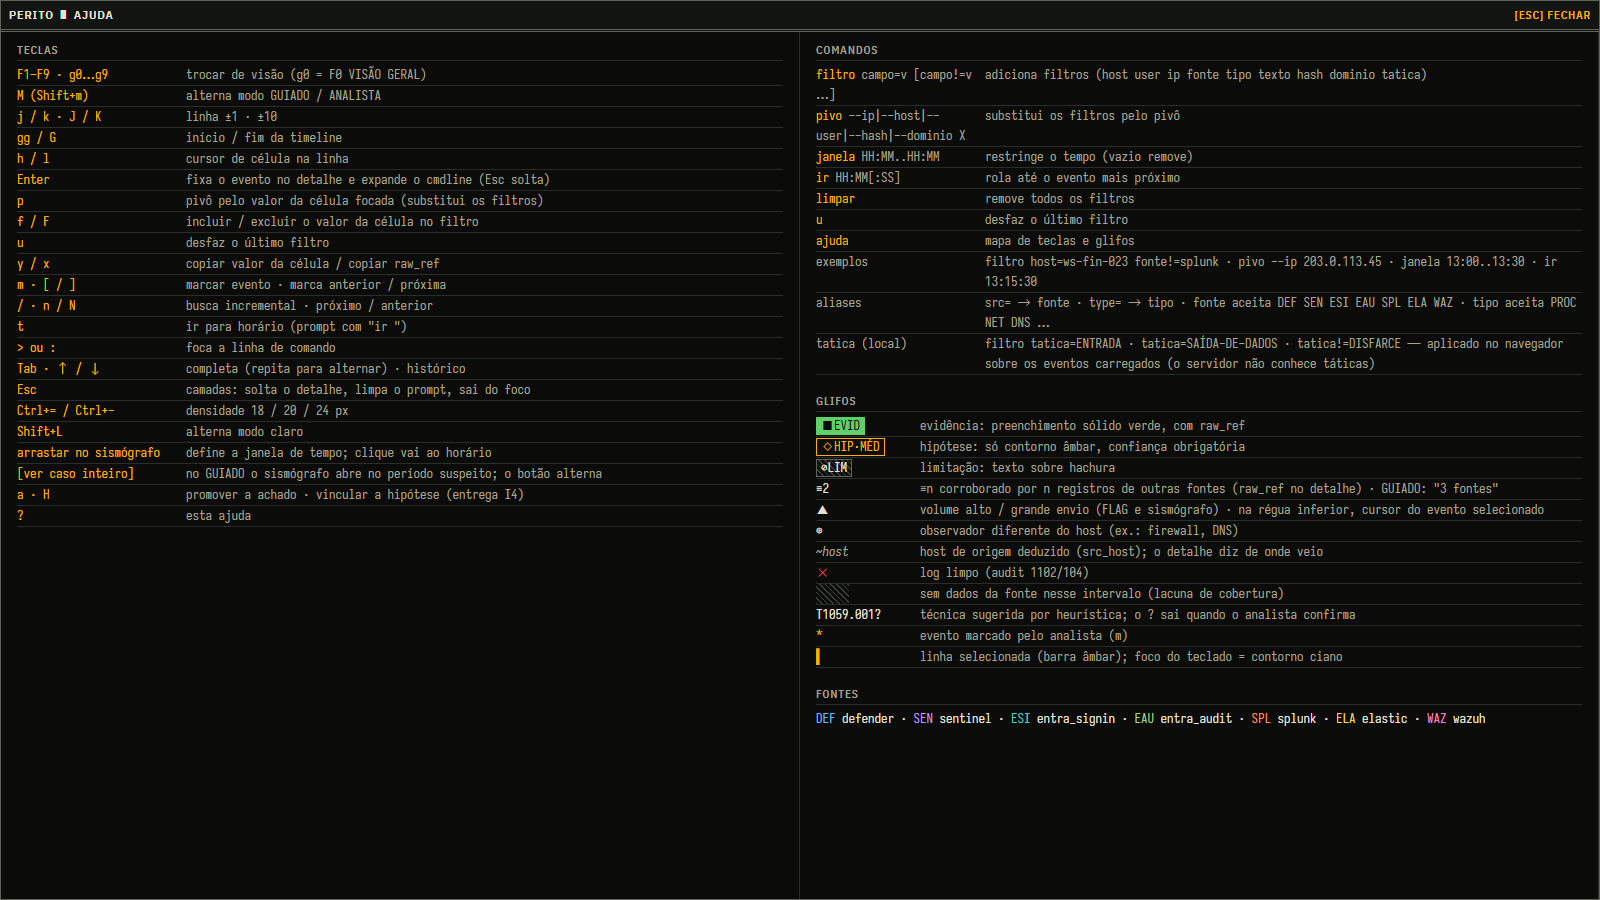 PERITO ▉ AJUDA
[ESC] FECHAR
TECLAS
F1–F9 · g0…g9 trocar de visão (g0 = F0 VISÃO GERAL)
M (Shift+m) alterna modo GUIADO / ANALISTA
j / k · J / K linha ±1 · ±10
gg / G início / fim da timeline
h / l cursor de célula na linha
Enter fixa o evento no detalhe e expande o cmdline (Esc solta)
p pivô pelo valor da célula focada (substitui os filtros)
f / F incluir / excluir o valor da célula no filtro
u desfaz o último filtro
y / x copiar valor da célula / copiar raw_ref
m · [ / ] marcar evento · marca anterior / próxima
/ · n / N busca incremental · próximo / anterior
t ir para horário (prompt com "ir ")
> ou : foca a linha de comando
Tab · ↑ / ↓ completa (repita para alternar) · histórico
Esc camadas: solta o detalhe, limpa o prompt, sai do foco
Ctrl+= / Ctrl+– densidade 18 / 20 / 24 px
Shift+L alterna modo claro
arrastar no sismógrafo define a janela de tempo; clique vai ao horário
[ver caso inteiro] no GUIADO o sismógrafo abre no período suspeito; o botão alterna
a · H promover a achado · vincular a hipótese (entrega I4)
? esta ajuda
COMANDOS
filtro campo=v [campo!=v adiciona filtros (host user ip fonte tipo texto hash dominio tatica)
…]
pivo --ip|--host|-- substitui os filtros pelo pivô
user|--hash|--dominio X
janela HH:MM..HH:MM restringe o tempo (vazio remove)
ir HH:MM[:SS] rola até o evento mais próximo
limpar remove todos os filtros
u desfaz o último filtro
ajuda mapa de teclas e glifos
exemplos filtro host=ws-fin-023 fonte!=splunk · pivo --ip 203.0.113.45 · janela 13:00..13:30 · ir
13:15:30
aliases src= → fonte · type= → tipo · fonte aceita DEF SEN ESI EAU SPL ELA WAZ · tipo aceita PROC
NET DNS …
tatica (local) filtro tatica=ENTRADA · tatica=SAÍDA-DE-DADOS · tatica!=DISFARCE — aplicado no navegador
sobre os eventos carregados (o servidor não conhece táticas)
GLIFOS
■EVID evidência: preenchimento sólido verde, com raw_ref
◇HIP·MÉD hipótese: só contorno âmbar, confiança obrigatória
⊘LIM limitação: texto sobre hachura
≡2 ≡n corroborado por n registros de outras fontes (raw_ref no detalhe) · GUIADO: "3 fontes"
▲ volume alto / grande envio (FLAG e sismógrafo) · na régua inferior, cursor do evento selecionado
⊕ observador diferente do host (ex.: firewall, DNS)
~host host de origem deduzido (src_host); o detalhe diz de onde veio
✕ log limpo (audit 1102/104)
sem dados da fonte nesse intervalo (lacuna de cobertura)
T1059.001? técnica sugerida por heurística; o ? sai quando o analista confirma
* evento marcado pelo analista (m)
▌ linha selecionada (barra âmbar); foco do teclado = contorno ciano
FONTES
DEF defender · SEN sentinel · ESI entra_signin · EAU entra_audit · SPL splunk · ELA elastic · WAZ wazuh